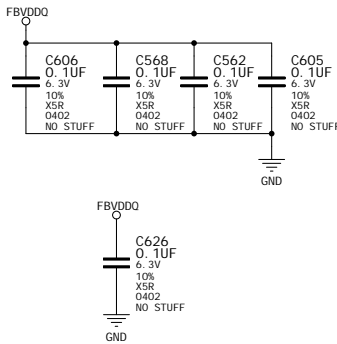 FBVDDQ
C606
0.1UF
6.3V
10%
X5R
0402
NO STUFF
C568
0.1UF
6.3V
10%
X5R
0402
NO STUFF
C562
0.1UF
6.3V
10%
X5R
0402
NO STUFF
C605
0.1UF
6.3V
10%
X5R
0402
NO STUFF
GND
FBVDDQ
C626
0.1UF
6.3V
10%
X5R
0402
NO STUFF
GND